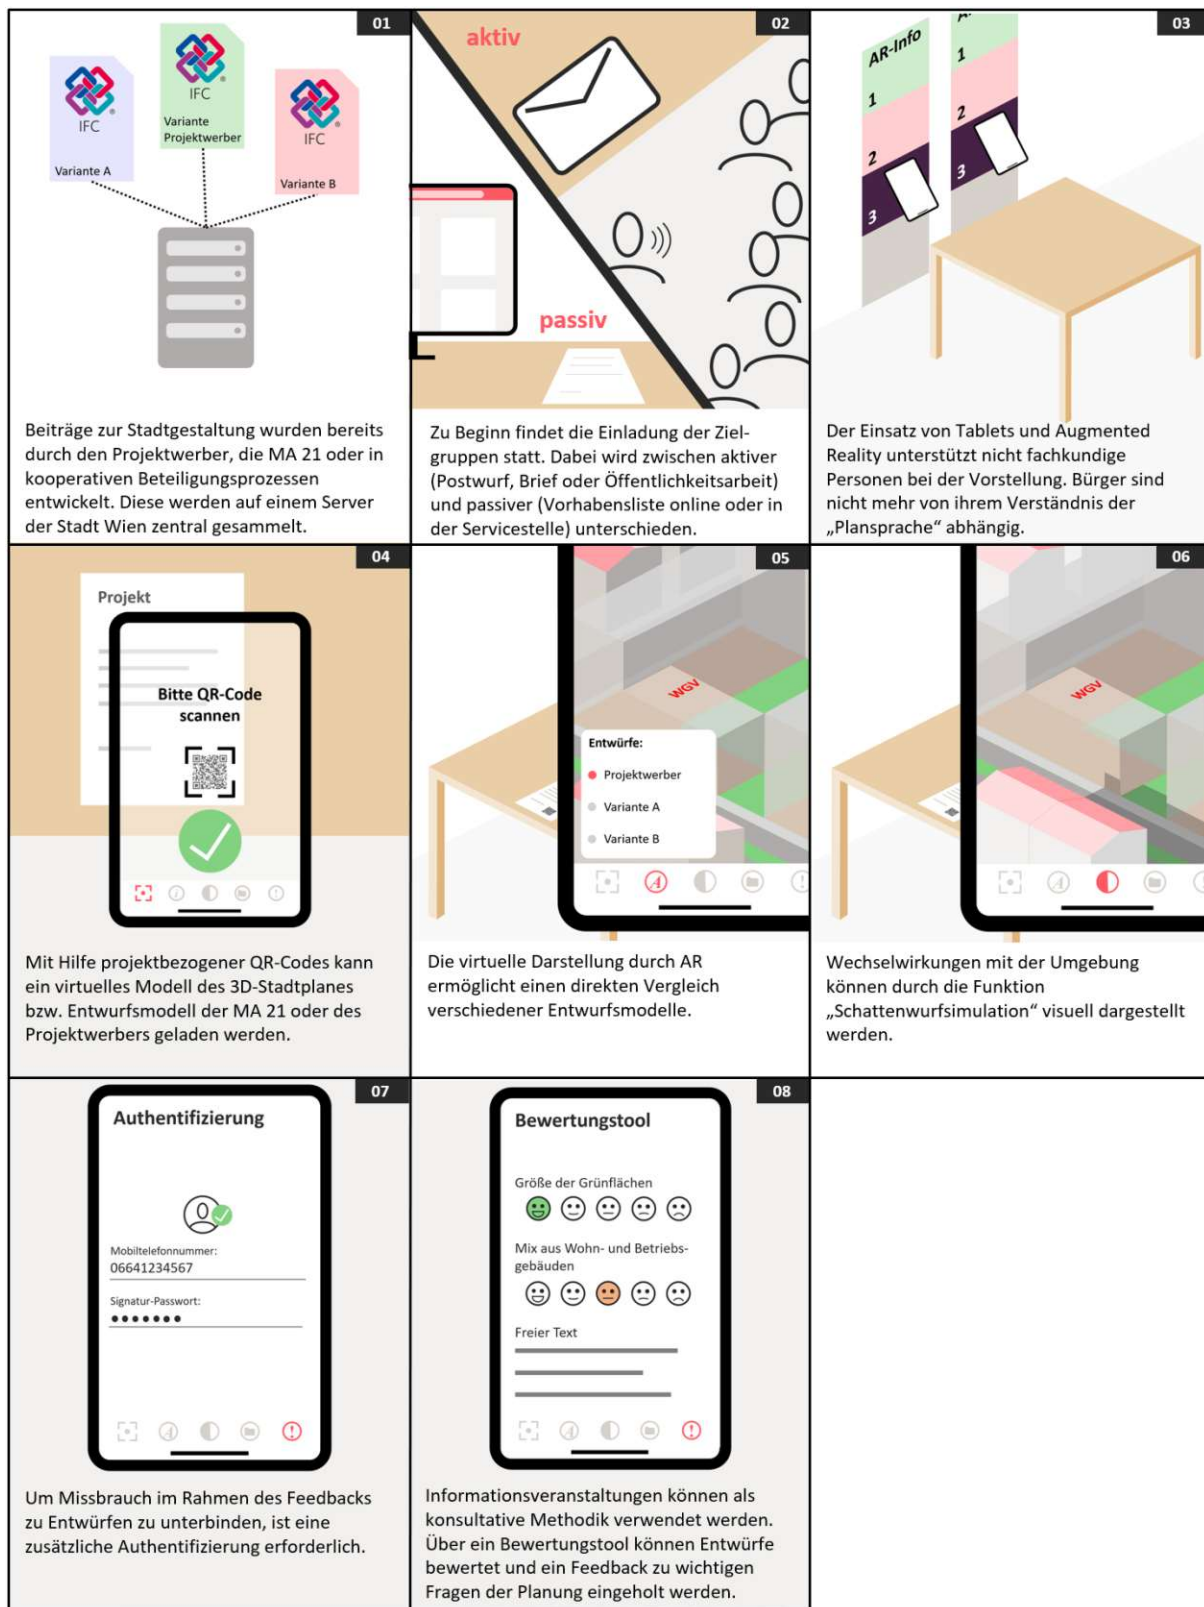 01
IFC
Variante A
IFC
Variante
Projektwerber
IFC
Variante B
Beiträge zur Stadtgestaltung wurden bereits
durch den Projektwerber, die MA 21 oder in
kooperativen Beteiligungsprozessen
entwickelt. Diese werden auf einem Server
der Stadt Wien zentral gesammelt.
02
aktiv
passiv
Zu Beginn findet die Einladung der Ziel-
gruppen statt. Dabei wird zwischen aktiver
(Postwurf, Brief oder Öffentlichkeitsarbeit)
und passiver (Vorhabensliste online oder in
der Servicestelle) unterschieden.
03
AR-Info
1
2
3
1
2
3
Der Einsatz von Tablets und Augmented
Reality unterstützt nicht fachkundige
Personen bei der Vorstellung. Bürger sind
nicht mehr von ihrem Verständnis der
„Plansprache“ abhängig.
04
Projekt
Bitte QR-Code
scannen
Mit Hilfe projektbezogener QR-Codes kann
ein virtuelles Modell des 3D-Stadtplanes
bzw. Entwurfsmodell der MA 21 oder des
Projektwerbers geladen werden.
05
WGV
Entwürfe:
Projektwerber
Variante A
Variante B
A
Die virtuelle Darstellung durch AR
ermöglicht einen direkten Vergleich
verschiedener Entwurfsmodelle.
06
WGV
A
Wechselwirkungen mit der Umgebung
können durch die Funktion
„Schattenwurfsimulation“ visuell dargestellt
werden.
07
Authentifizierung
Mobiltelefonnummer:
06641234567
Signatur-Passwort:
A
Um Missbrauch im Rahmen des Feedbacks
zu Entwürfen zu unterbinden, ist eine
zusätzliche Authentifizierung erforderlich.
08
Bewertungstool
Größe der Grünflächen
Mix aus Wohn- und Betriebs-
gebäuden
Freier Text
A
Informationsveranstaltungen können als
konsultative Methodik verwendet werden.
Über ein Bewertungstool können Entwürfe
bewertet und ein Feedback zu wichtigen
Fragen der Planung eingeholt werden.